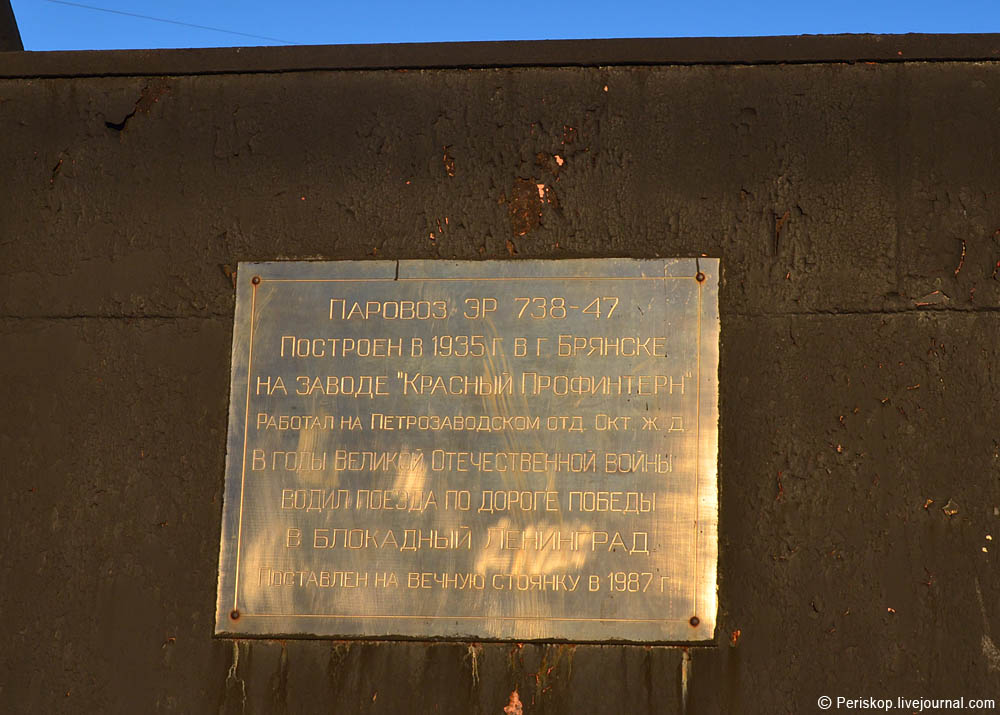 Паровоз ЭР 738-47
Построен в 1935 г. в г. Брянске
на заводе "Красный Профинтерн"
Работал на Петрозаводском отд. Окт. ж. д.
В годы Великой Отечественной войны
водил поезда по дороге победы
в блокадный Ленинград.
Поставлен на вечную стоянку в 1987 г.
© Periskop.livejournal.com